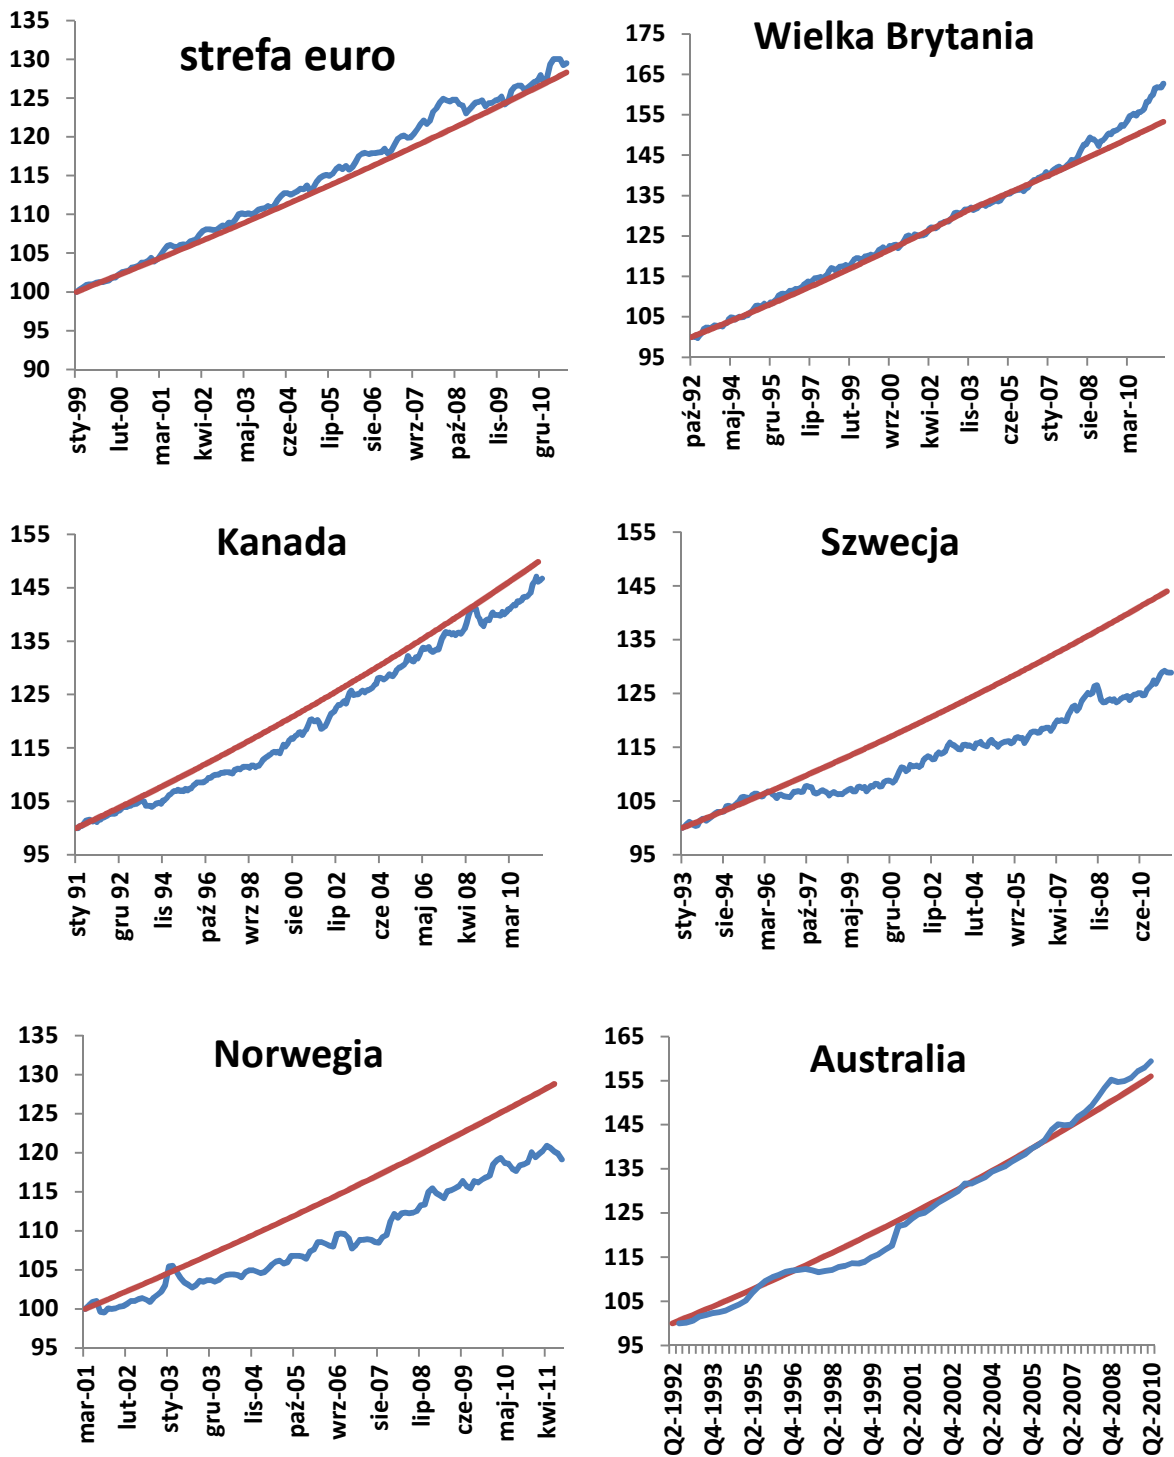 strefa euro
135
130
125
120
115
110
105
100
95
90
sty-99
lut-00
mar-01
kwi-02
maj-03
cze-04
lip-05
sie-06
wrz-07
paź-08
lis-09
gru-10
Wielka Brytania
175
165
155
145
135
125
115
105
95
paź-92
maj-94
gru-95
lip-97
lut-99
wrz-00
kwi-02
lis-03
cze-05
sty-07
sie-08
mar-10
Kanada
155
145
135
125
115
105
95
sty 91
gru 92
lis 94
paź 96
wrz 98
sie 00
lip 02
cze 04
maj 06
kwi 08
mar 10
Szwecja
155
145
135
125
115
105
95
sty-93
sie-94
mar-96
paź-97
maj-99
gru-00
lip-02
lut-04
wrz-05
kwi-07
lis-08
cze-10
Norwegia
135
130
125
120
115
110
105
100
95
mar-01
lut-02
sty-03
gru-03
lis-04
paź-05
wrz-06
sie-07
lip-08
cze-09
maj-10
kwi-11
Australia
165
155
145
135
125
115
105
95
Q2-1992
Q4-1993
Q2-1995
Q4-1996
Q2-1998
Q4-1999
Q2-2001
Q4-2002
Q2-2004
Q4-2005
Q2-2007
Q4-2008
Q2-2010